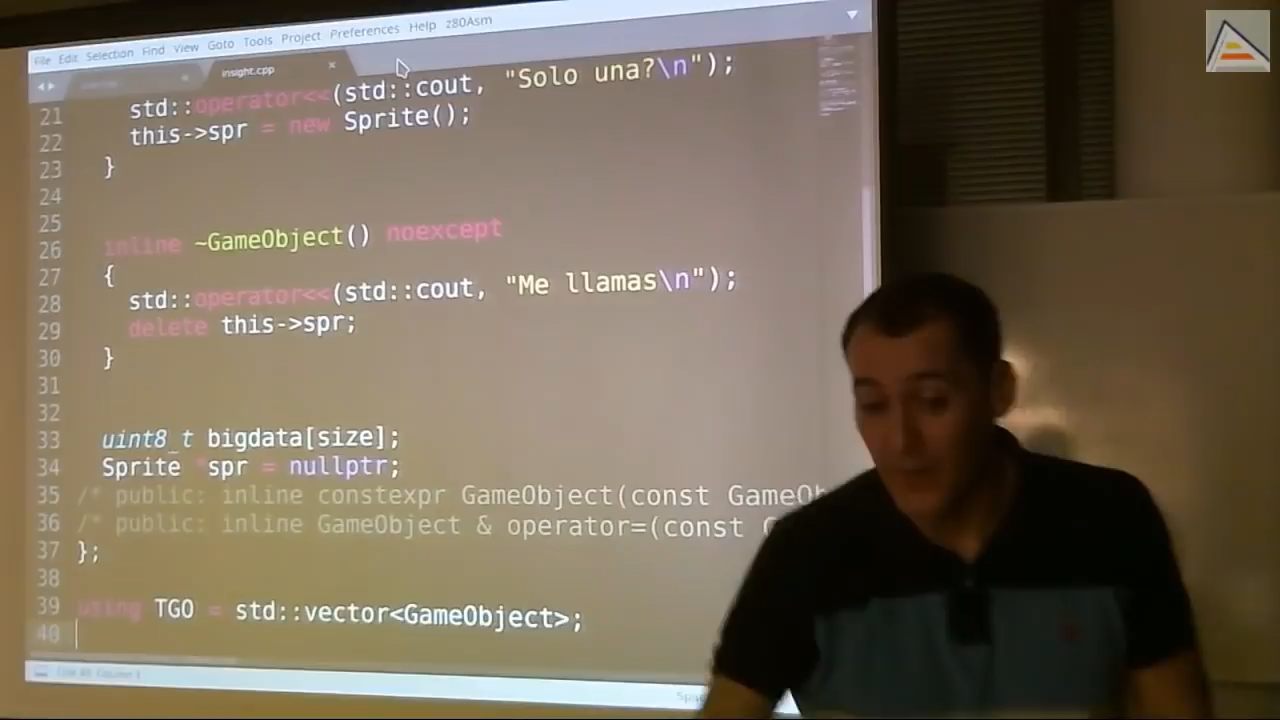 File Edit Selection Find View Goto Tools Project Preferences Help z80Asm
insight.cpp
21 std::operator<<(std::cout, "Solo una?\n");
22 this->spr = new Sprite();
23 }
24
25
26 inline ~GameObject() noexcept
27 {
28 std::operator<<(std::cout, "Me llamas\n");
29 delete this->spr;
30 }
31
32
33 uint8_t bigdata[size];
34 Sprite *spr = nullptr;
35 /* public: inline constexpr GameObject(const GameOb
36 /* public: inline GameObject & operator=(const G
37 };
38
39 using TGO = std::vector<GameObject>;
40